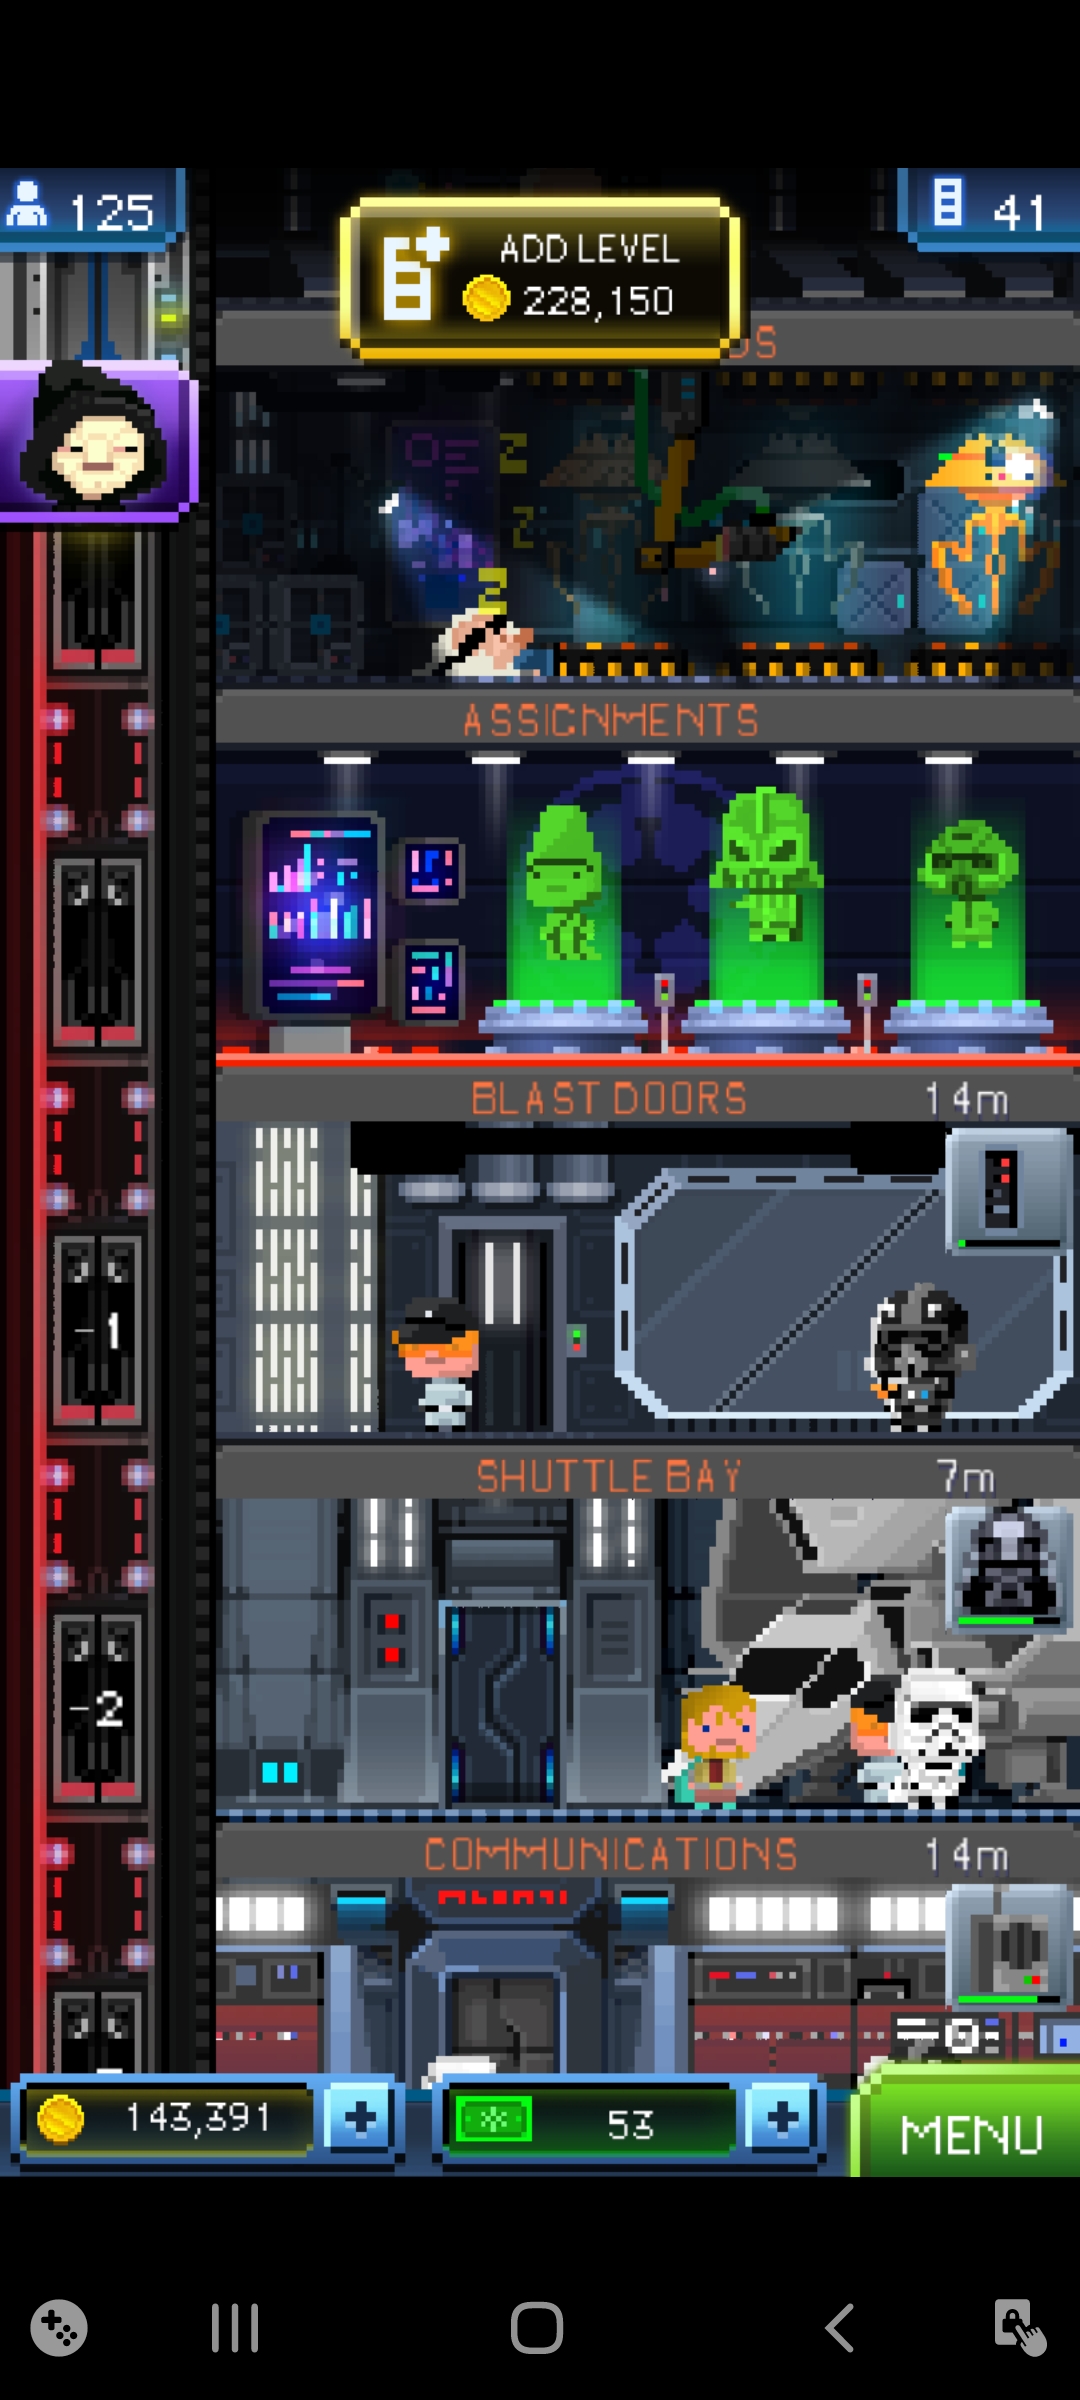 125
ADD LEVEL
228,150
41
DS
Z
Z
Z
ASSIGNMENTS
BLAST DOORS 14m
-1
SHUTTLE BAY 7m
-2
COMMUNICATIONS 14m
143,391
53
MENU